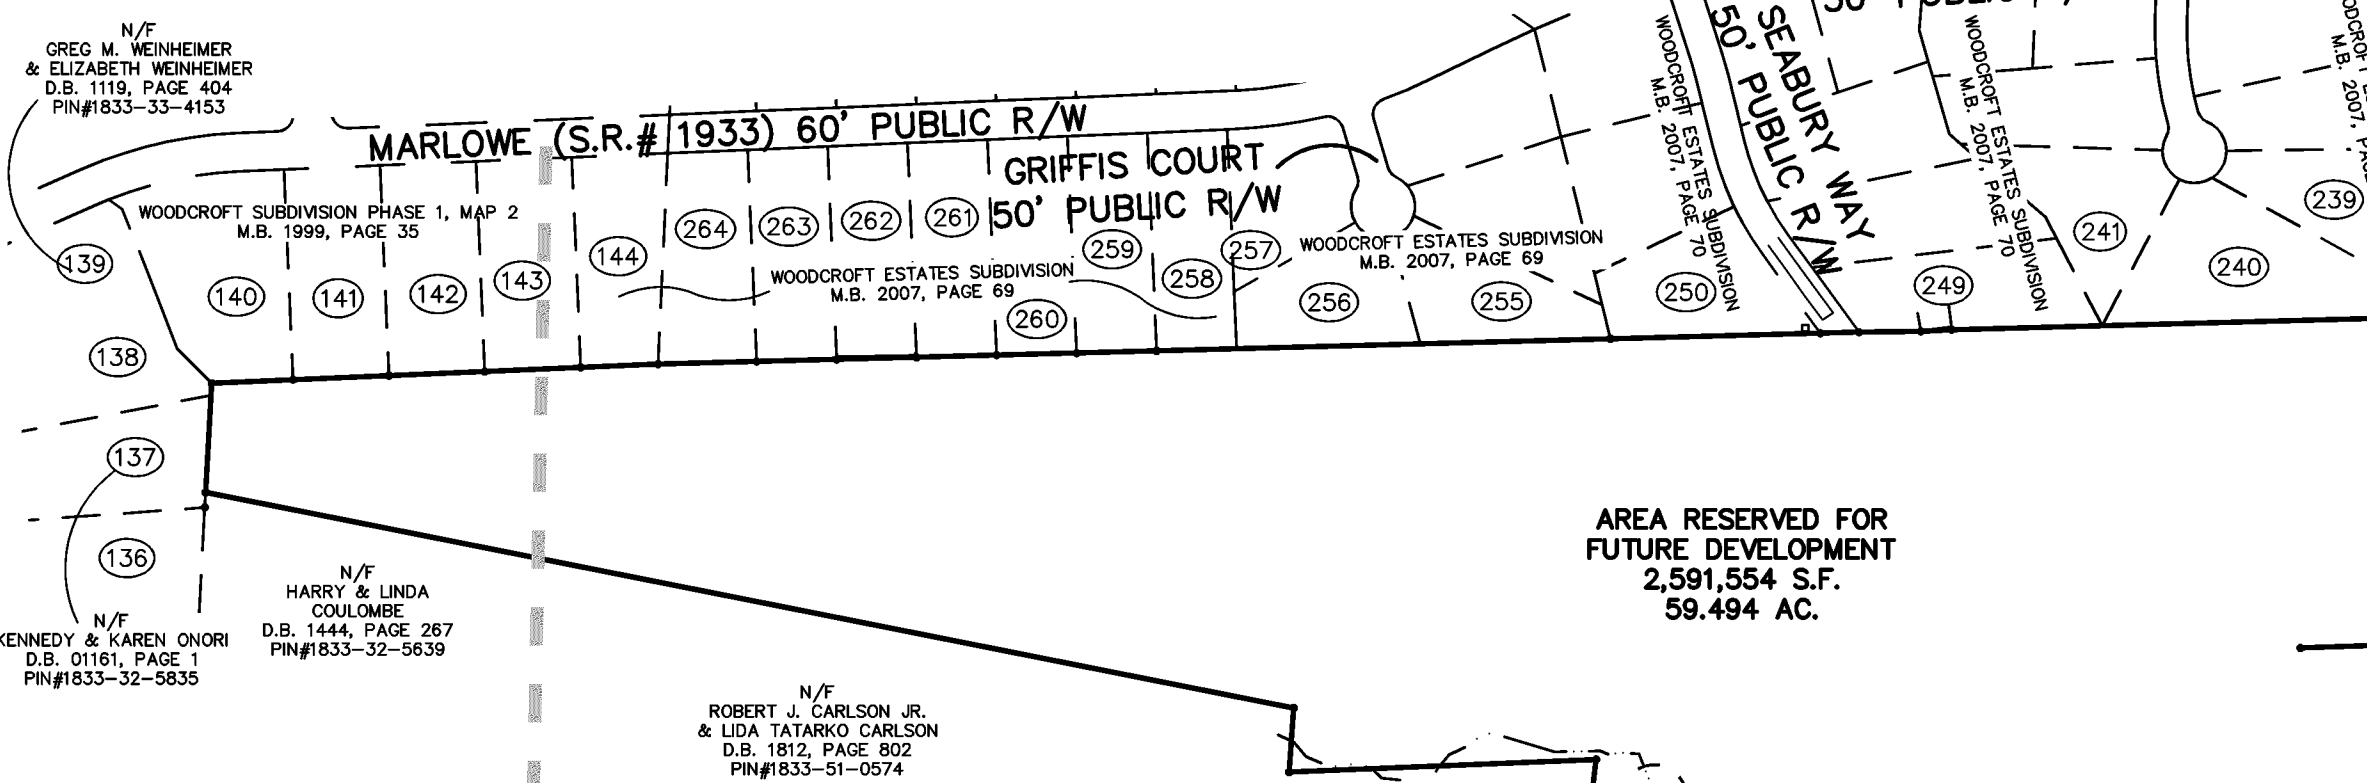 N/F
GREG M. WEINHEIMER
& ELIZABETH WEINHEIMER
D.B. 1119, PAGE 404
PIN#1833-33-4153
MARLOWE (S.R.# 1933) 60' PUBLIC R/W
GRIFFIS COURT
50' PUBLIC R/W
SEABURY WAY
50' PUBLIC R/W
WOODCROFT ESTATES SUBDIVISION
M.B. 2007, PAGE 70
WOODCROFT ESTATES SUBDIVISION
M.B. 2007, PAGE 70
WOODCROFT SUBDIVISION PHASE 1, MAP 2
M.B. 1999, PAGE 35
WOODCROFT ESTATES SUBDIVISION
M.B. 2007, PAGE 69
WOODCROFT ESTATES SUBDIVISION
M.B. 2007, PAGE 69
M.B. 2007,
139
140
141
142
143
144
264
263
262
261
260
259
258
257
256
255
250
249
241
240
239
138
137
136
AREA RESERVED FOR
FUTURE DEVELOPMENT
2,591,554 S.F.
59.494 AC.
N/F
KENNEDY & KAREN ONORI
D.B. 01161, PAGE 1
PIN#1833-32-5835
N/F
HARRY & LINDA
COULOMBE
D.B. 1444, PAGE 267
PIN#1833-32-5639
N/F
ROBERT J. CARLSON JR.
& LIDA TATARKO CARLSON
D.B. 1812, PAGE 802
PIN#1833-51-0574